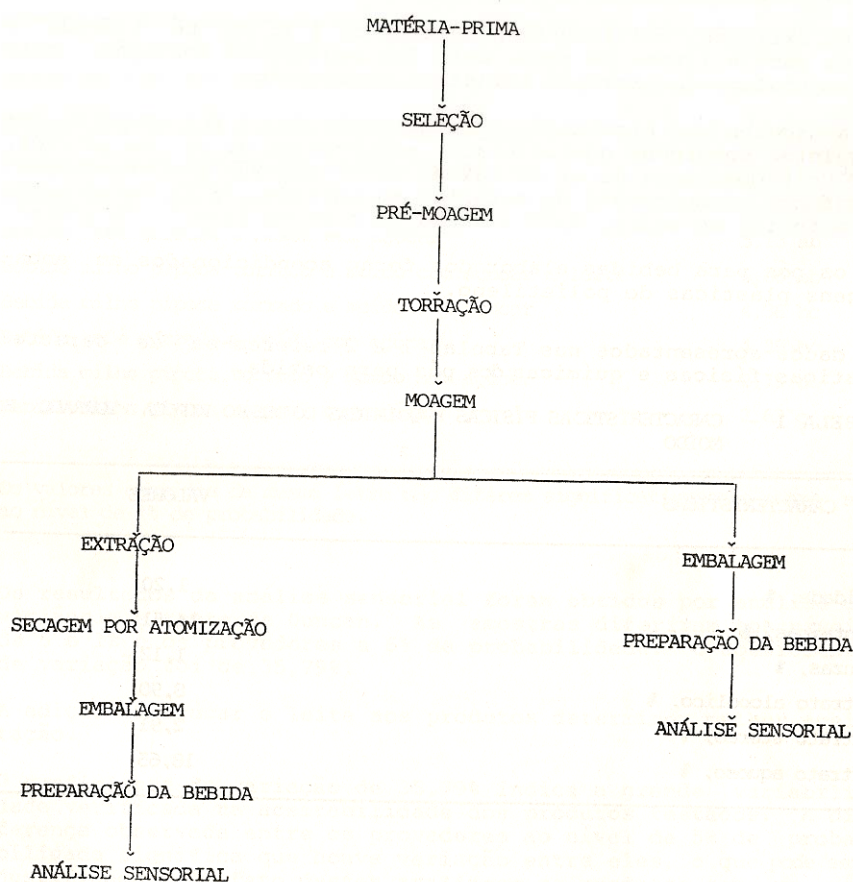 MATÉRIA-PRIMA
SELEÇÃO
PRÉ-MOAGEM
TORRAÇÃO
MOAGEM
EXTRAÇÃO
SECAGEM POR ATOMIZAÇÃO
EMBALAGEM
PREPARAÇÃO DA BEBIDA
ANÁLISE SENSORIAL
EMBALAGEM
PREPARAÇÃO DA BEBIDA
ANÁLISE SENSORIAL